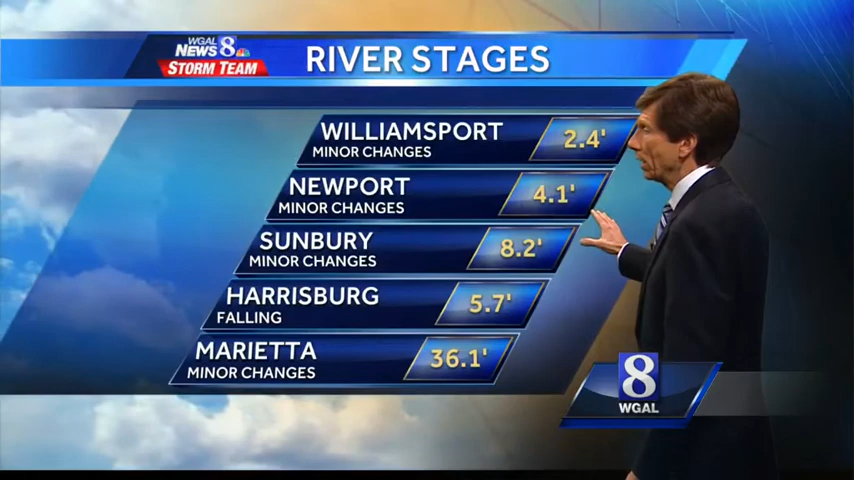 WGAL
NEWS 8
STORM TEAM
RIVER STAGES
WILLIAMSPORT 2.4'
MINOR CHANGES
NEWPORT 4.1'
MINOR CHANGES
SUNBURY 8.2'
MINOR CHANGES
HARRISBURG 5.7'
FALLING
MARIETTA 36.1'
MINOR CHANGES
8
WGAL